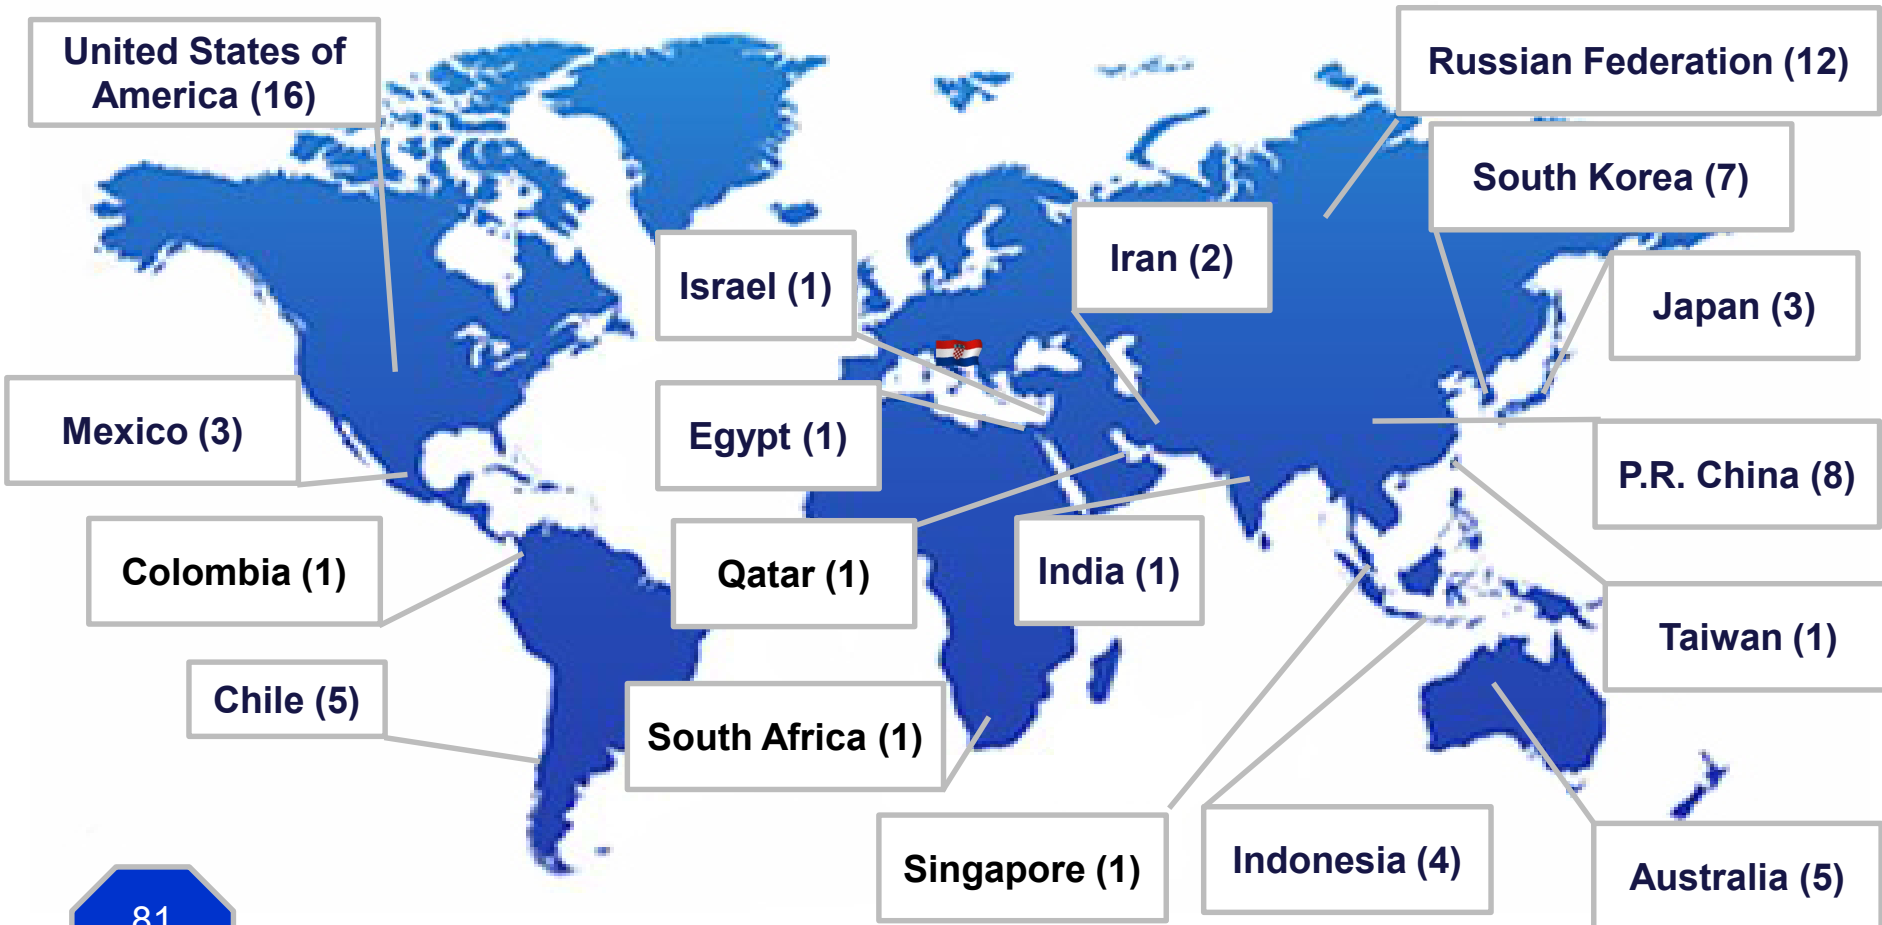 United States of
America (16)
Russian Federation (12)
South Korea (7)
Iran (2)
Israel (1)
Japan (3)
Mexico (3)
Egypt (1)
P.R. China (8)
Colombia (1)
Qatar (1)
India (1)
Taiwan (1)
Chile (5)
South Africa (1)
Singapore (1)
Indonesia (4)
Australia (5)
81